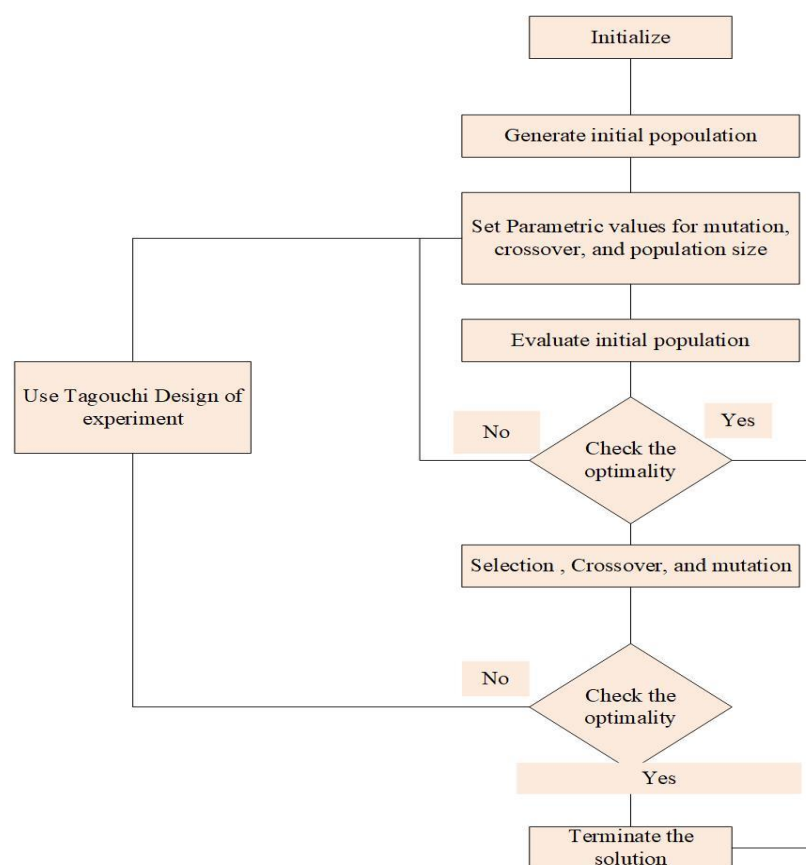 Initialize
Generate initial popoulation
Set Parametric values for mutation,
crossover, and population size
Evaluate initial population
Use Tagouchi Design of
experiment
No
Yes
Check the
optimality
Selection , Crossover, and mutation
No
Check the
optimality
Yes
Terminate the
solution